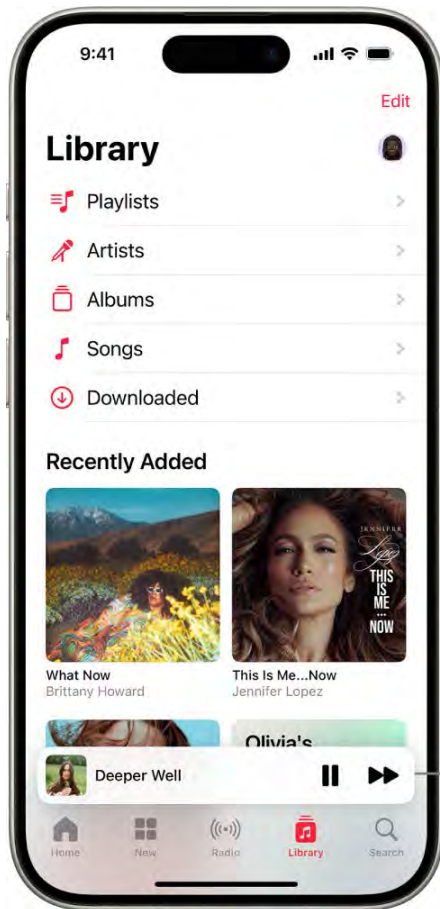 9:41
Edit
Library
Playlists
Artists
Albums
Songs
Downloaded
Recently Added
JENNIFER
Lopez
THIS
IS
ME
...
NOW
What Now
Brittany Howard
This Is Me...Now
Jennifer Lopez
Olivia's
Deeper Well
Home
New
Radio
Library
Search